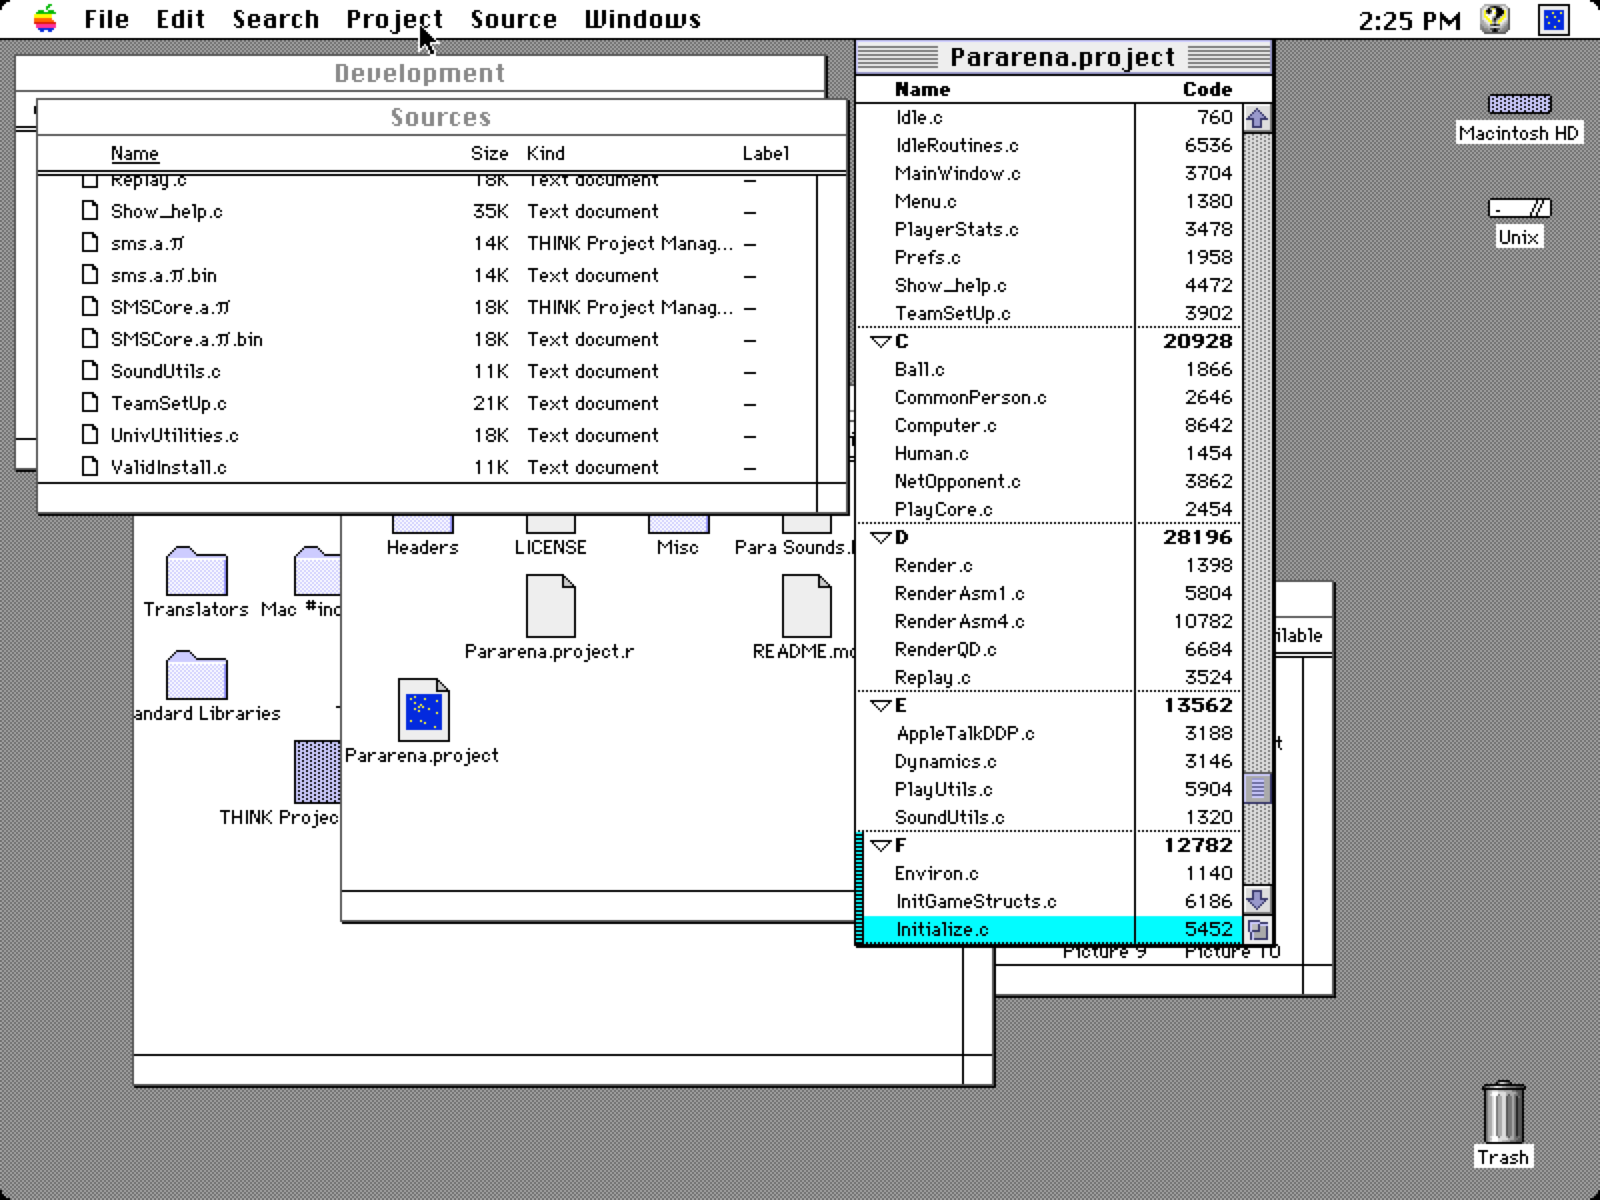 File Edit Search Project Source Windows 2:25 PM
Development
Sources
Name Size Kind Label
Replay.c 18K Text document –
Show_help.c 35K Text document –
sms.a.π 14K THINK Project Manag... –
sms.a.π.bin 14K Text document –
SMSCore.a.π 18K THINK Project Manag... –
SMSCore.a.π.bin 18K Text document –
SoundUtils.c 11K Text document –
TeamSetUp.c 21K Text document –
UnivUtilities.c 18K Text document –
ValidInstall.c 11K Text document –
Headers LICENSE Misc Para Sounds.
Translators Mac #inc
Pararena.project.r README.md
andard Libraries
Pararena.project
THINK Projec
Pararena.project
Name Code
Idle.c 760
IdleRoutines.c 6536
MainWindow.c 3704
Menu.c 1380
PlayerStats.c 3478
Prefs.c 1958
Show_help.c 4472
TeamSetUp.c 3902
C 20928
Ball.c 1866
CommonPerson.c 2646
Computer.c 8642
Human.c 1454
NetOpponent.c 3862
PlayCore.c 2454
D 28196
Render.c 1398
RenderAsm1.c 5804
RenderAsm4.c 10782
RenderQD.c 6684
Replay.c 3524
E 13562
AppleTalkDDP.c 3188
Dynamics.c 3146
PlayUtils.c 5904
SoundUtils.c 1320
F 12782
Environ.c 1140
InitGameStructs.c 6186
Initialize.c 5452
ilable
t
Picture 9 Picture 10
Macintosh HD
Unix
Trash